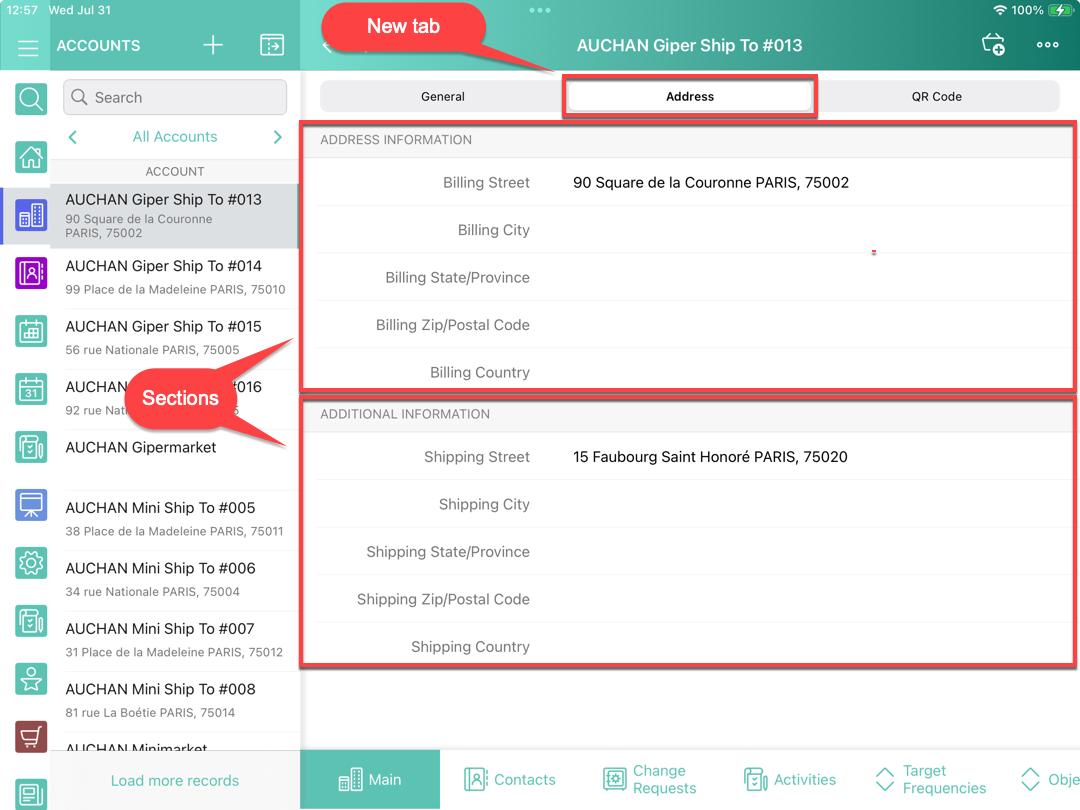 12:57 Wed Jul 31
100%
ACCOUNTS
New tab
AUCHAN Giper Ship To #013
Search
All Accounts
ACCOUNT
AUCHAN Giper Ship To #013
90 Square de la Couronne
PARIS, 75002
AUCHAN Giper Ship To #014
99 Place de la Madeleine PARIS, 75010
AUCHAN Giper Ship To #015
56 rue Nationale PARIS, 75005
AUCHAN #016
92 rue
AUCHAN Gipermarket
AUCHAN Mini Ship To #005
38 Place de la Madeleine PARIS, 75011
AUCHAN Mini Ship To #006
34 rue Nationale PARIS, 75004
AUCHAN Mini Ship To #007
31 Place de la Madeleine PARIS, 75012
AUCHAN Mini Ship To #008
81 rue La Boétie PARIS, 75014
AUCHAN Minimarket
Load more records
31
Sections
General
Address
QR Code
ADDRESS INFORMATION
Billing Street 90 Square de la Couronne PARIS, 75002
Billing City
Billing State/Province
Billing Zip/Postal Code
Billing Country
ADDITIONAL INFORMATION
Shipping Street 15 Faubourg Saint Honoré PARIS, 75020
Shipping City
Shipping State/Province
Shipping Zip/Postal Code
Shipping Country
Main
Contacts
Change
Requests
Activities
Target
Frequencies
Obje